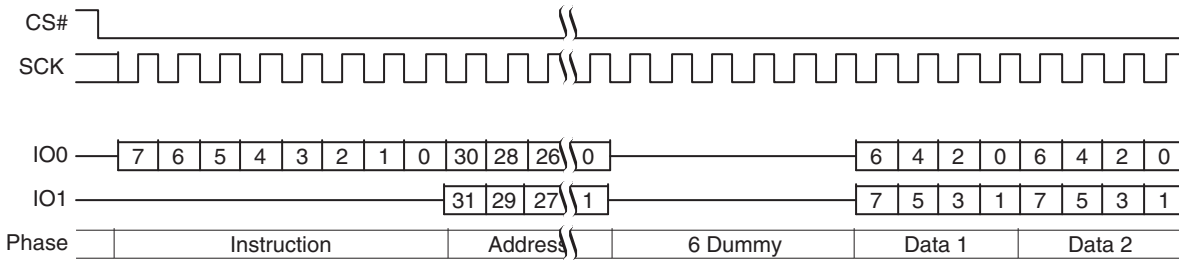 CS#
SCK
IO0 7 6 5 4 3 2 1 0 30 28 26 0 6 4 2 0 6 4 2 0
IO1 31 29 27 1 7 5 3 1 7 5 3 1
Phase Instruction Address 6 Dummy Data 1 Data 2